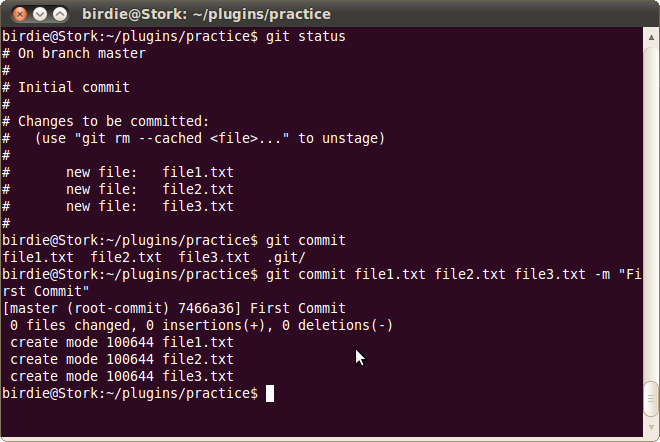 birdie@Stork: ~/plugins/practice
birdie@Stork:~/plugins/practice$ git status
# On branch master
#
# Initial commit
#
# Changes to be committed:
#   (use "git rm --cached <file>..." to unstage)
#
#       new file:   file1.txt
#       new file:   file2.txt
#       new file:   file3.txt
#
birdie@Stork:~/plugins/practice$ git commit
file1.txt  file2.txt  file3.txt  .git/
birdie@Stork:~/plugins/practice$ git commit file1.txt file2.txt file3.txt -m "Fi
rst Commit"
[master (root-commit) 7466a36] First Commit
 0 files changed, 0 insertions(+), 0 deletions(-)
 create mode 100644 file1.txt
 create mode 100644 file2.txt
 create mode 100644 file3.txt
birdie@Stork:~/plugins/practice$